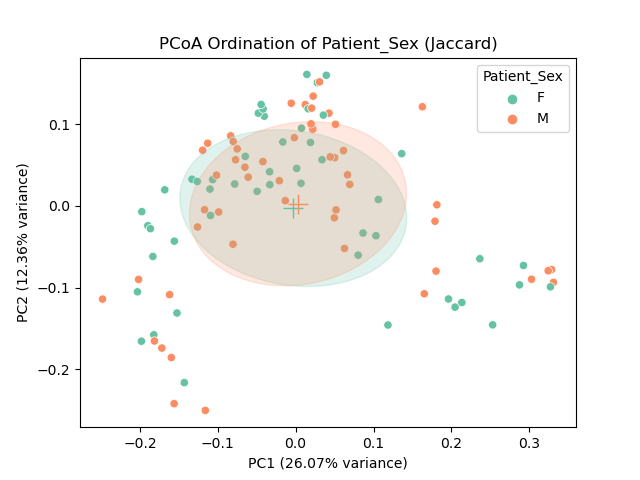 PCoA Ordination of Patient_Sex (Jaccard)
Patient_Sex
F
M
0.1
0.0
−0.1
−0.2
PC2 (12.36% variance)
−0.2
−0.1
0.0
0.1
0.2
0.3
PC1 (26.07% variance)